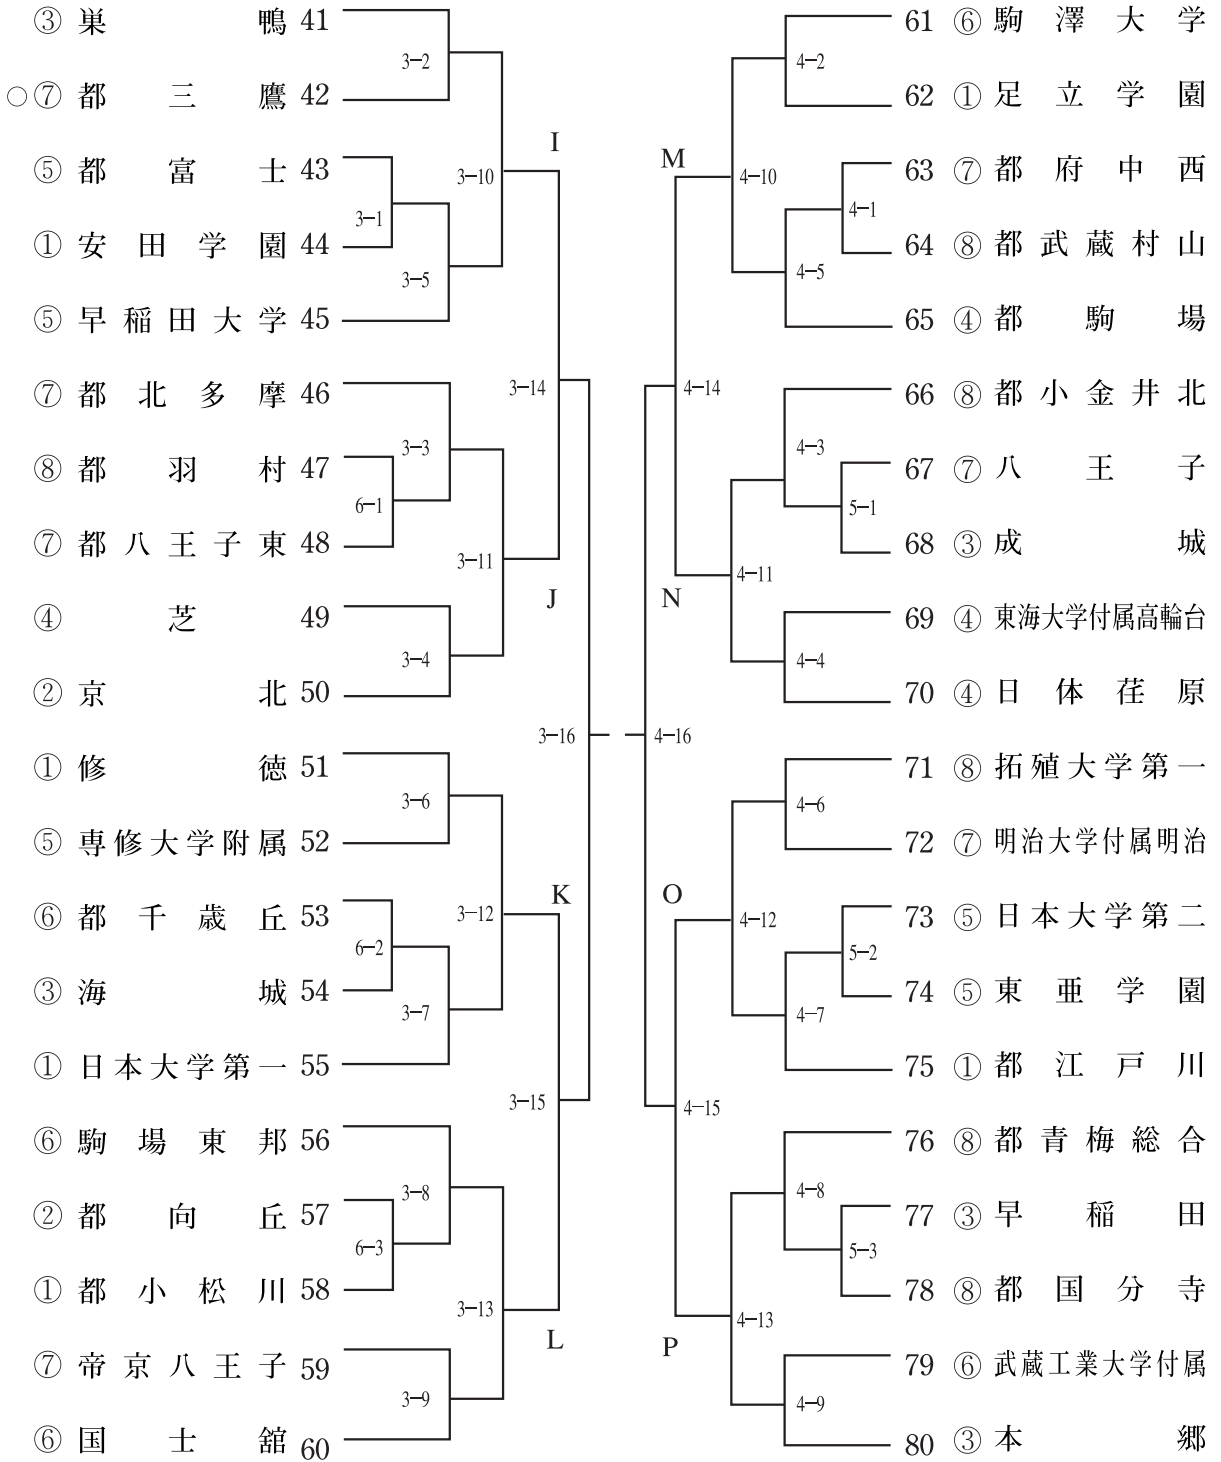 ③ 巣鴨 41
○⑦ 都三鷹 42
⑤ 都富士 43
① 安田学園 44
⑤ 早稲田大学 45
⑦ 都北多摩 46
⑧ 都羽村 47
⑦ 都八王子東 48
④ 芝 49
② 京北 50
① 修徳 51
⑤ 専修大学附属 52
⑥ 都千歳丘 53
③ 海城 54
① 日本大学第一 55
⑥ 駒場東邦 56
② 都向丘 57
① 都小松川 58
⑦ 帝京八王子 59
⑥ 国士舘 60
3-2
3-10
3-1
3-5
I
3-14
3-3
6-1
3-11
J
3-4
3-16
3-6
K
3-12
6-2
3-7
3-15
3-8
6-3
3-13
L
3-9
4-2
M
4-10
4-1
4-5
4-14
4-3
5-1
4-11
N
4-4
4-16
4-6
O
4-12
5-2
4-7
4-15
4-8
5-3
4-13
P
4-9
61 ⑥ 駒澤大学
62 ① 足立学園
63 ⑦ 都府中西
64 ⑧ 都武蔵村山
65 ④ 都駒場
66 ⑧ 都小金井北
67 ⑦ 八王子
68 ③ 成城
69 ④ 東海大学付属高輪台
70 ④ 日体荏原
71 ⑧ 拓殖大学第一
72 ⑦ 明治大学付属明治
73 ⑤ 日本大学第二
74 ⑤ 東亜学園
75 ① 都江戸川
76 ⑧ 都青梅総合
77 ③ 早稲田
78 ⑧ 都国分寺
79 ⑥ 武蔵工業大学付属
80 ③ 本郷